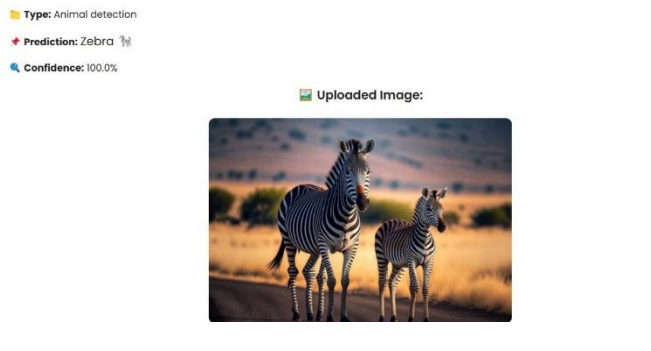 📁 Type: Animal detection
📌 Prediction: Zebra 🦓
🔍 Confidence: 100.0%
🖼️ Uploaded Image: